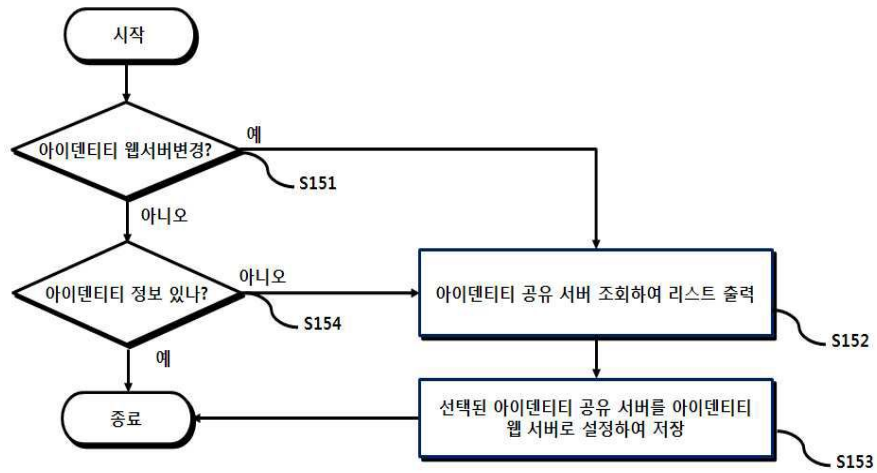 시작
아이덴티티 웹서버변경?
예
S151
아니오
아이덴티티 정보 있나?
아니오
S154
예
아이덴티티 공유 서버 조회하여 리스트 출력
S152
선택된 아이덴티티 공유 서버를 아이덴티티
웹 서버로 설정하여 저장
S153
종료